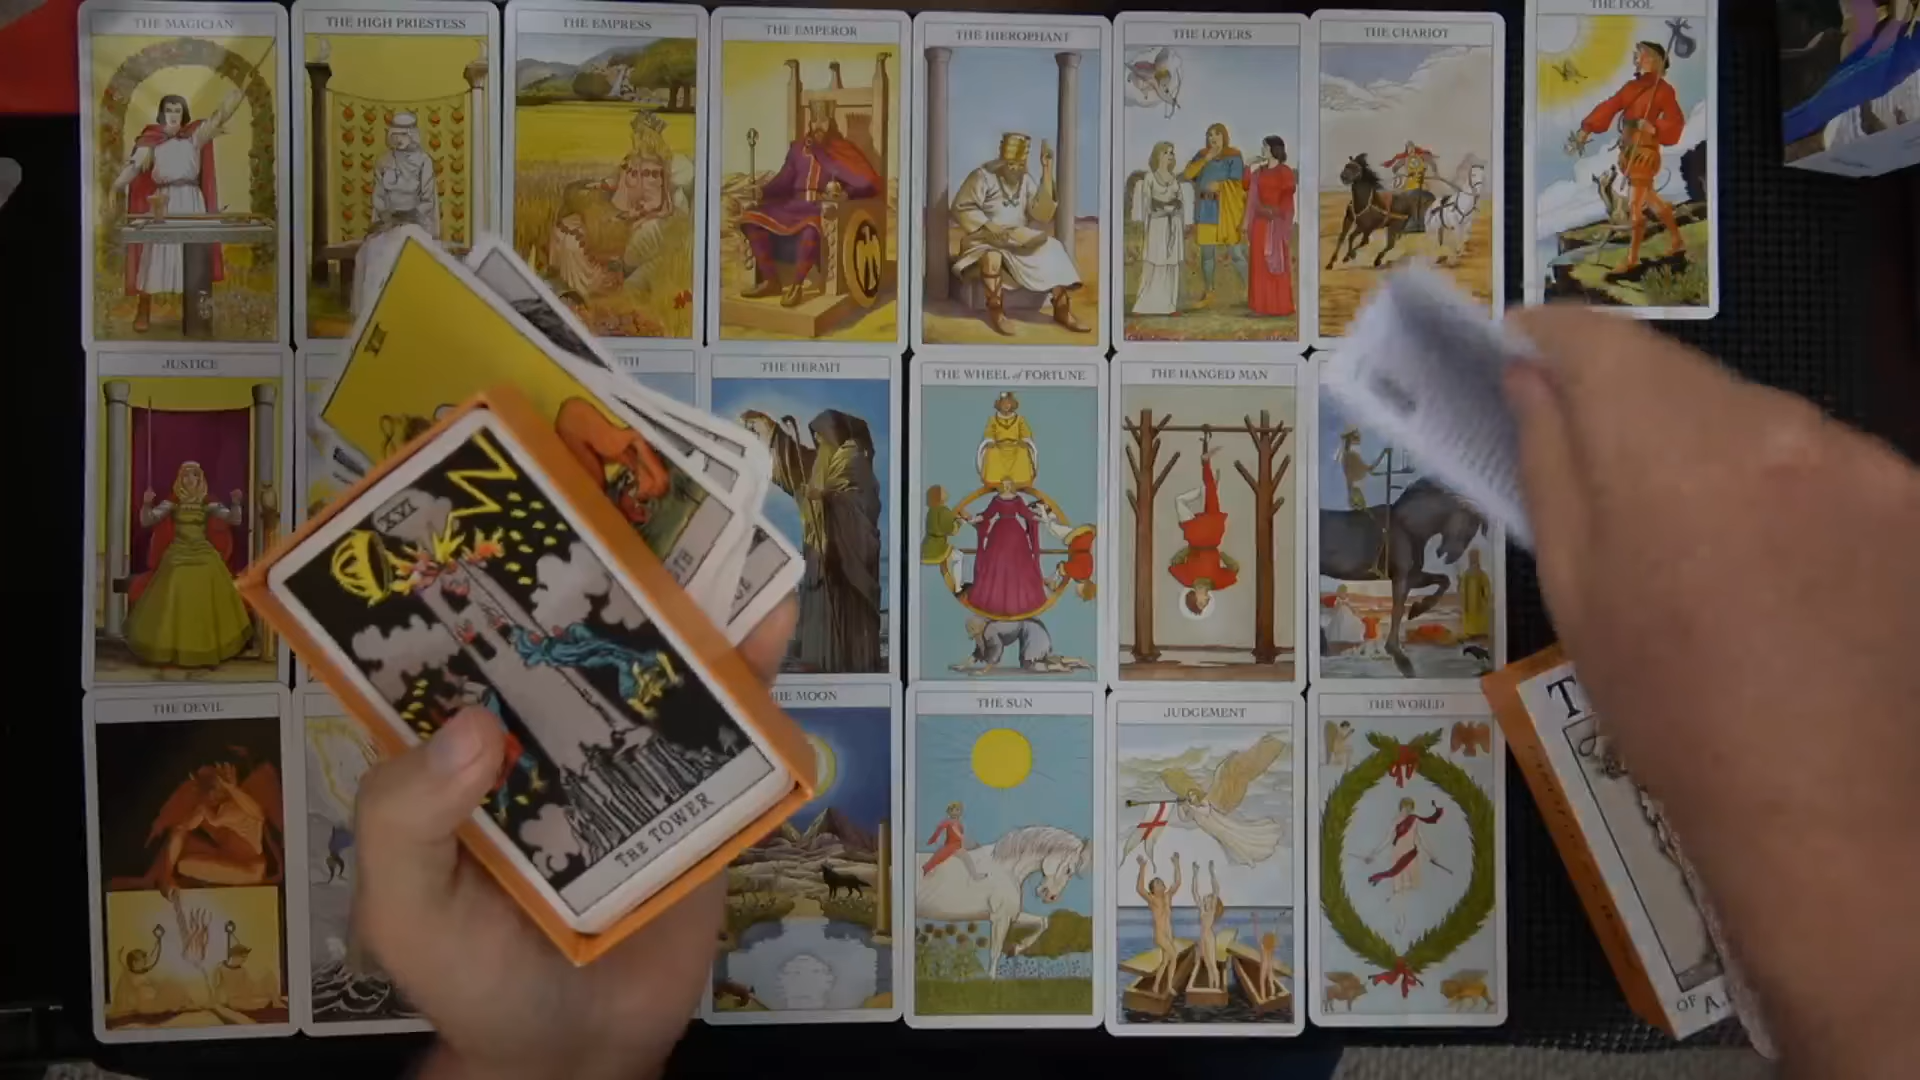 THE MAGICIAN
THE HIGH PRIESTESS
THE EMPRESS
THE EMPEROR
THE HIEROPHANT
THE LOVERS
THE CHARIOT
THE FOOL
JUSTICE
THE HERMIT
THE WHEEL of FORTUNE
THE HANGED MAN
XVI
THE TOWER
THE DEVIL
MOON
THE SUN
JUDGEMENT
THE WORLD
OF A.